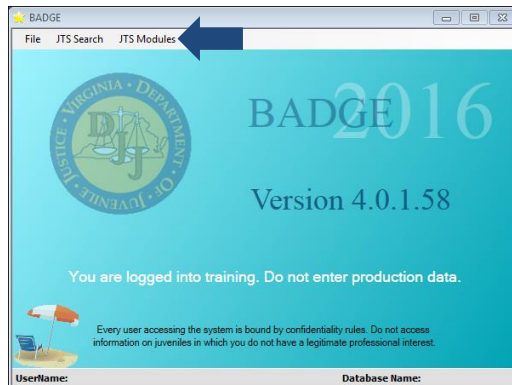 BADGE
File JTS Search JTS Modules
VIRGINIA · DEPARTMENT · OF · JUVENILE · JUSTICE
DJJ
BADGE 2016
Version 4.0.1.58
You are logged into training. Do not enter production data.
Every user accessing the system is bound by confidentiality rules. Do not access
information on juveniles in which you do not have a legitimate professional interest.
UserName: Database Name: